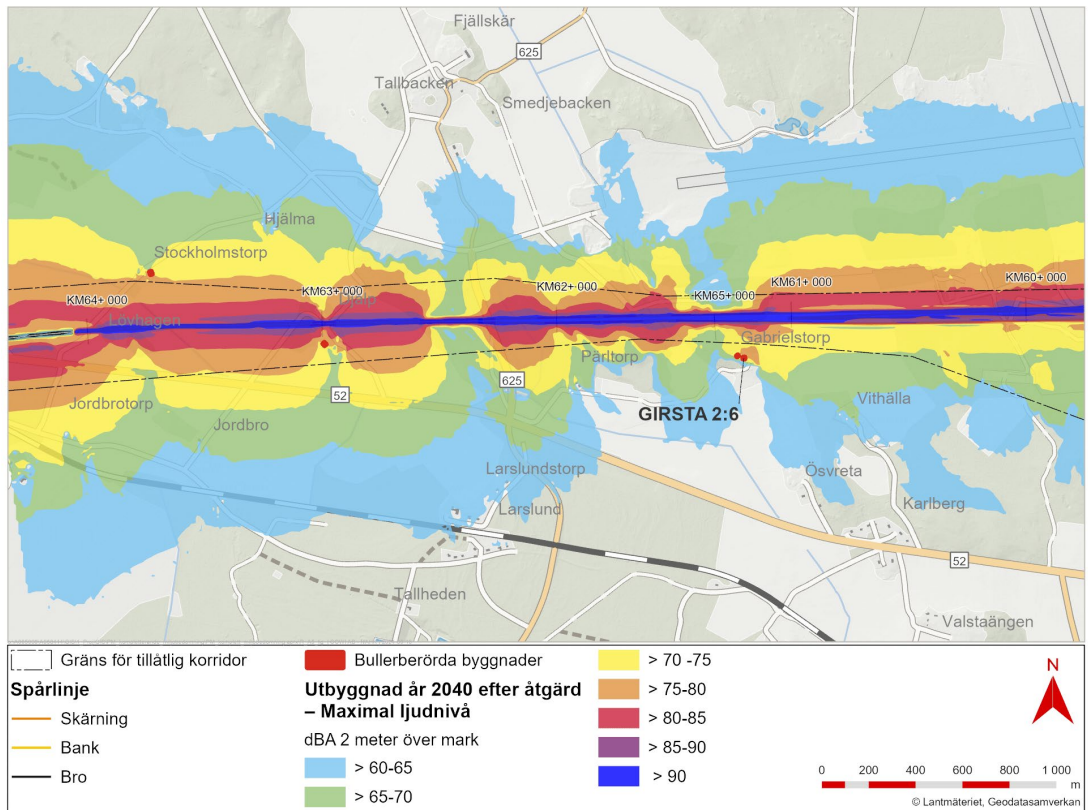 Fjällskär
625
Tallbacken
Smedjebacken
Hjälma
Stockholmstorp
KM64+ 000
KM63+ 000
KM62+ 000
KM65+ 000
KM61+ 000
KM60+ 000
Lövhagen
Gabrielstorp
Pärltorp
52
625
GIRSTA 2:6
Jordbrotorp
Jordbro
Vithälla
Larslundstorp
Ösvreta
Larslund
Karlberg
52
Tallheden
Valstaängen
Gräns för tillåtlig korridor
Spårlinje
Skärning
Bank
Bro
Bullerberörda byggnader
Utbyggnad år 2040 efter åtgärd
– Maximal ljudnivå
dBA 2 meter över mark
> 60-65
> 65-70
> 70 -75
> 75-80
> 80-85
> 85-90
> 90
N
0 200 400 600 800 1 000
m
© Lantmäteriet, Geodatasamverkan